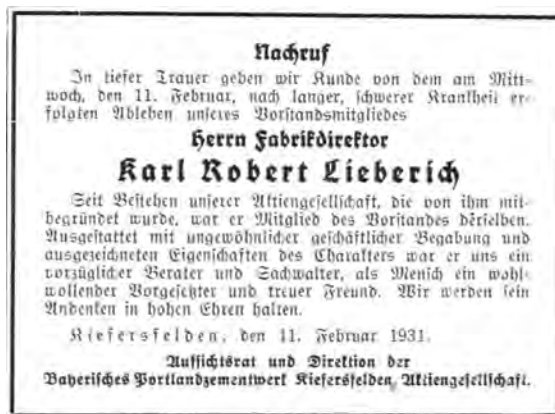 Nachruf
In tiefer Trauer geben wir Kunde von dem am Mitt-
woch, den 11. Februar, nach langer, schwerer Krankheit er-
folgten Ableben unseres Vorstandsmitgliedes
Herrn Fabrikdirektor
Karl Robert Lieberich
Seit Bestehen unserer Aktiengesellschaft, die von ihm mit-
begründet wurde, war er Mitglied des Vorstandes derselben.
Ausgestattet mit ungewöhnlicher geschäftlicher Begabung und
ausgezeichneten Eigenschaften des Charakters war er uns ein
vorzüglicher Berater und Sachwalter, als Mensch ein wohl-
wollender Vorgesetzter und treuer Freund. Wir werden sein
Andenken in hohen Ehren halten.
Kiefersfelden, den 11. Februar 1931.
Aufsichtsrat und Direktion der
Bayerisches Portlandzementwerk Kiefersfelden, Aktiengesellschaft.